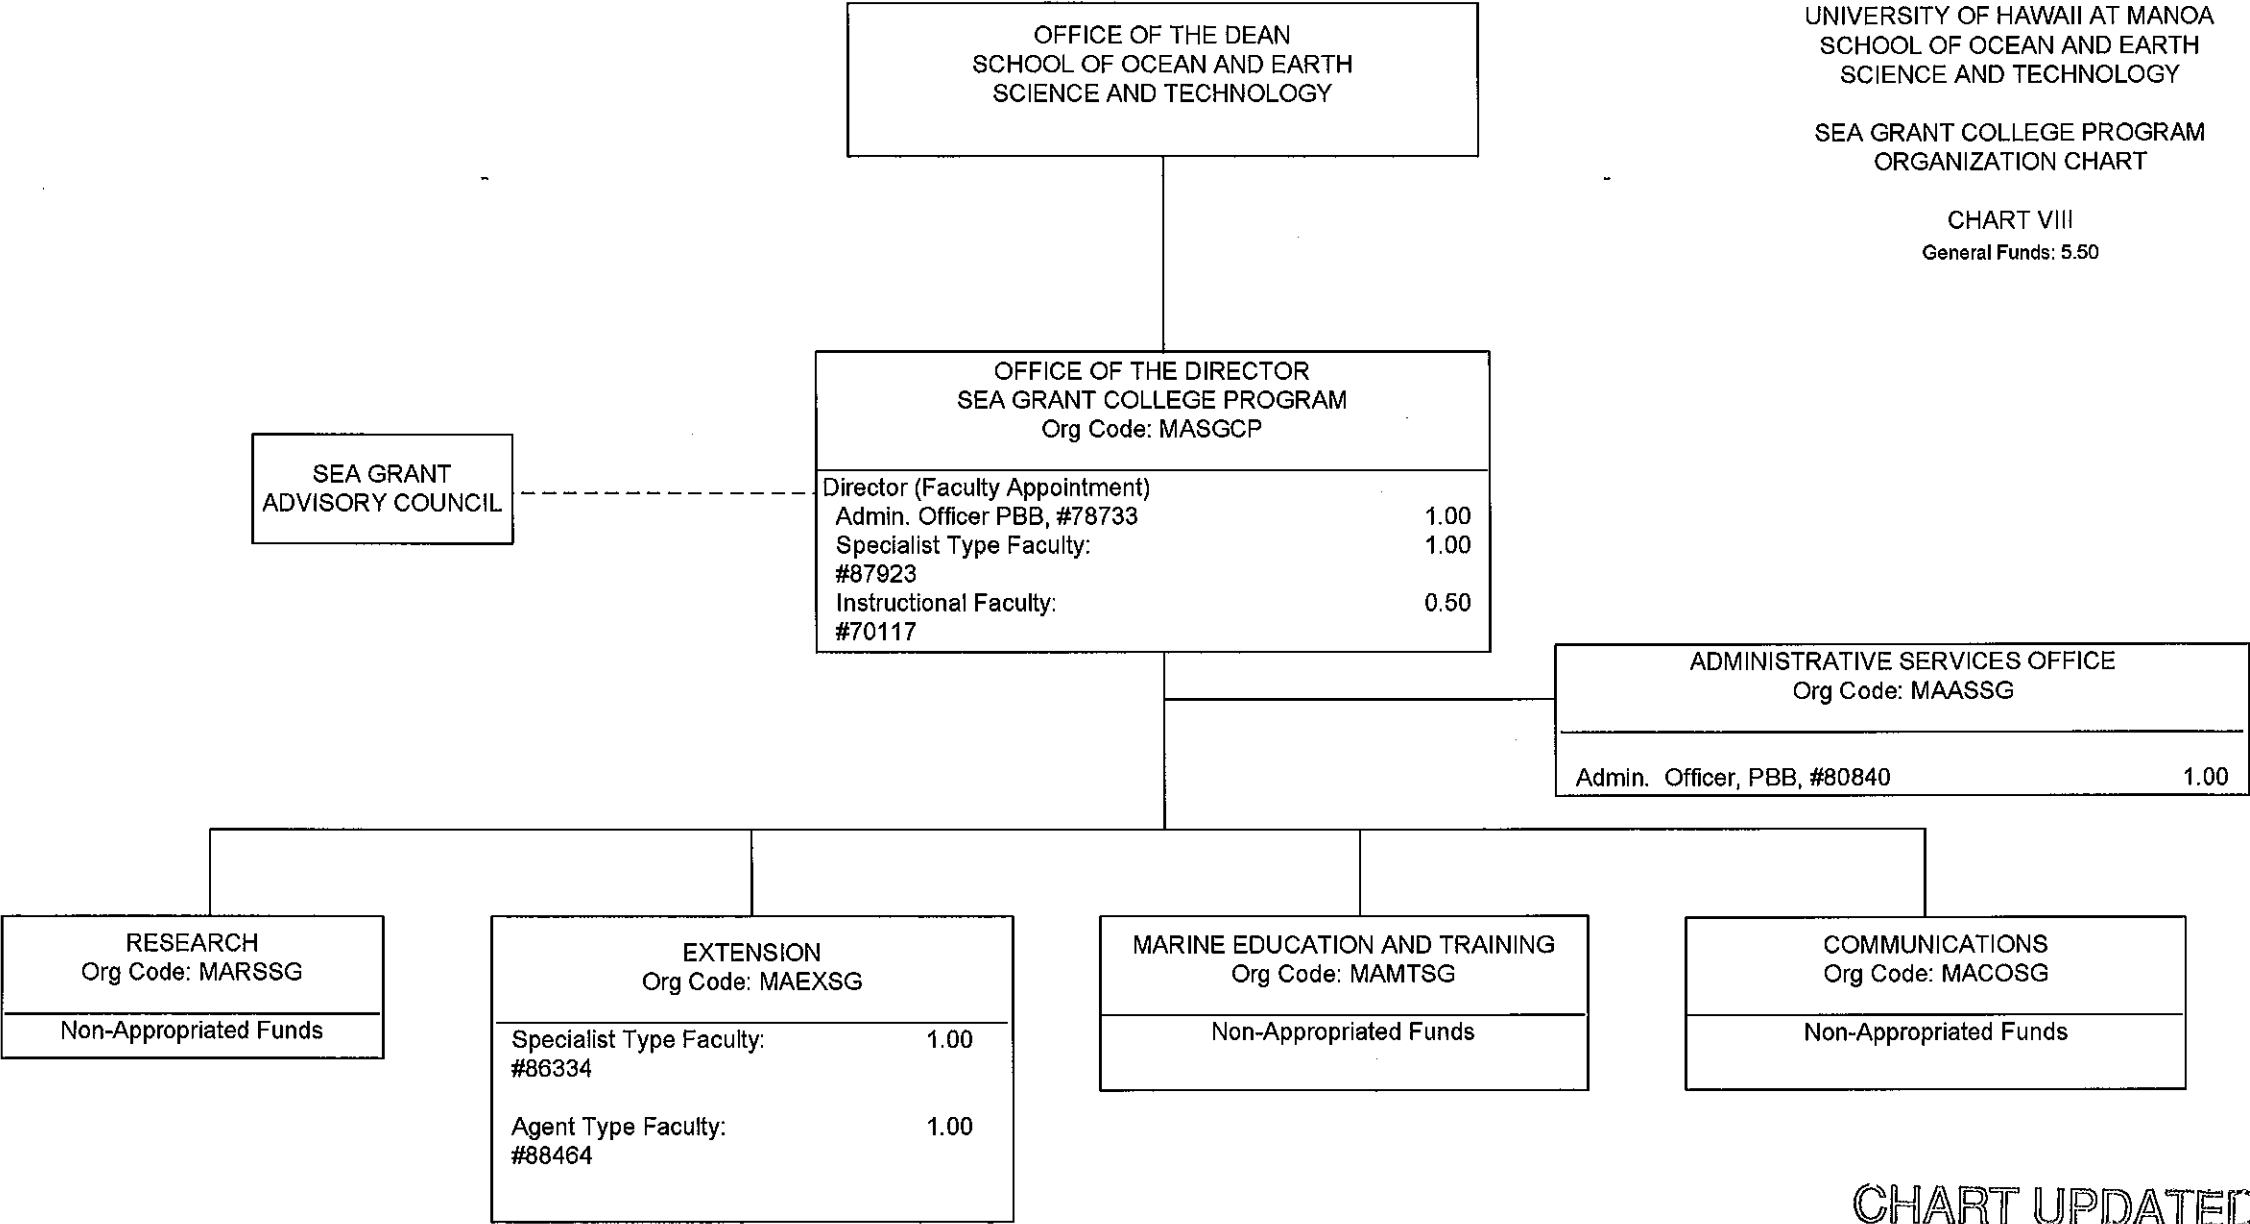 OFFICE OF THE DEAN
SCHOOL OF OCEAN AND EARTH
SCIENCE AND TECHNOLOGY
UNIVERSITY OF HAWAII AT MANOA
SCHOOL OF OCEAN AND EARTH
SCIENCE AND TECHNOLOGY
SEA GRANT COLLEGE PROGRAM
ORGANIZATION CHART
CHART VIII
General Funds: 5.50
OFFICE OF THE DIRECTOR
SEA GRANT COLLEGE PROGRAM
Org Code: MASGCP
SEA GRANT
ADVISORY COUNCIL
Director (Faculty Appointment)
Admin. Officer PBB, #78733 1.00
Specialist Type Faculty: 1.00
#87923
Instructional Faculty: 0.50
#70117
ADMINISTRATIVE SERVICES OFFICE
Org Code: MAASSG
Admin. Officer, PBB, #80840 1.00
RESEARCH
Org Code: MARSSG
Non-Appropriated Funds
EXTENSION
Org Code: MAEXSG
Specialist Type Faculty: 1.00
#86334
Agent Type Faculty: 1.00
#88464
MARINE EDUCATION AND TRAINING
Org Code: MAMTSG
Non-Appropriated Funds
COMMUNICATIONS
Org Code: MACOSG
Non-Appropriated Funds
CHART UPDATED